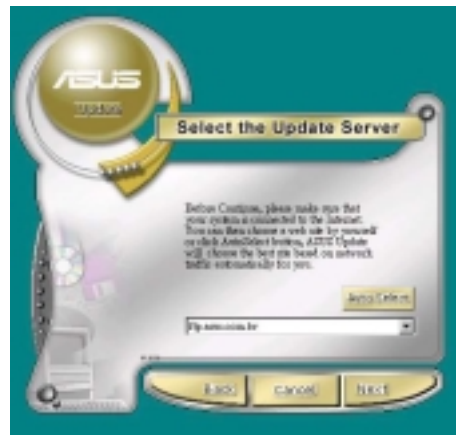 ASUS
Update
Select the Update Server
Before Continue, please make sure that
your system is connected to the Internet.
You can then choose a web site by yourself
or click AutoSelect button, ASUS Update
will choose the best site based on network
traffic automatically for you.
Auto Select
Back
Cancel
Next